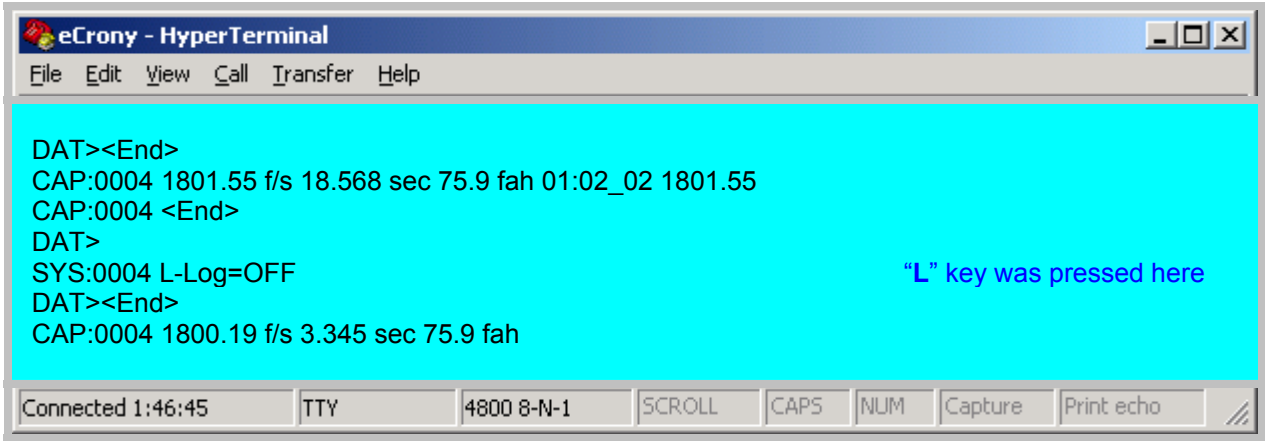 eCrony - HyperTerminal
File Edit View Call Transfer Help
DAT><End>
CAP:0004 1801.55 f/s 18.568 sec 75.9 fah 01:02_02 1801.55
CAP:0004 <End>
DAT>
SYS:0004 L-Log=OFF “L” key was pressed here
DAT><End>
CAP:0004 1800.19 f/s 3.345 sec 75.9 fah
Connected 1:46:45 TTY 4800 8-N-1 SCROLL CAPS NUM Capture Print echo